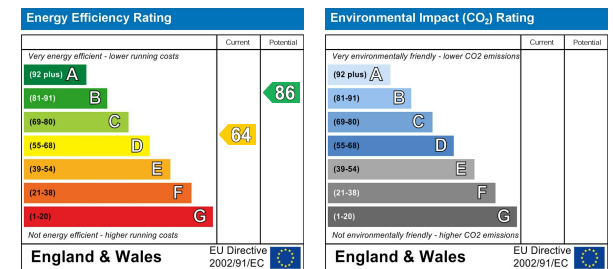 Energy Efficiency Rating
Current Potential
Very energy efficient - lower running costs
(92 plus) A
(81-91) B
(69-80) C
(55-68) D
(39-54) E
(21-38) F
(1-20) G
64
86
Not energy efficient - higher running costs
England & Wales
EU Directive
2002/91/EC
Environmental Impact (CO2) Rating
Current Potential
Very environmentally friendly - lower CO2 emissions
(92 plus) A
(81-91) B
(69-80) C
(55-68) D
(39-54) E
(21-38) F
(1-20) G
Not environmentally friendly - higher CO2 emissions
England & Wales
EU Directive
2002/91/EC